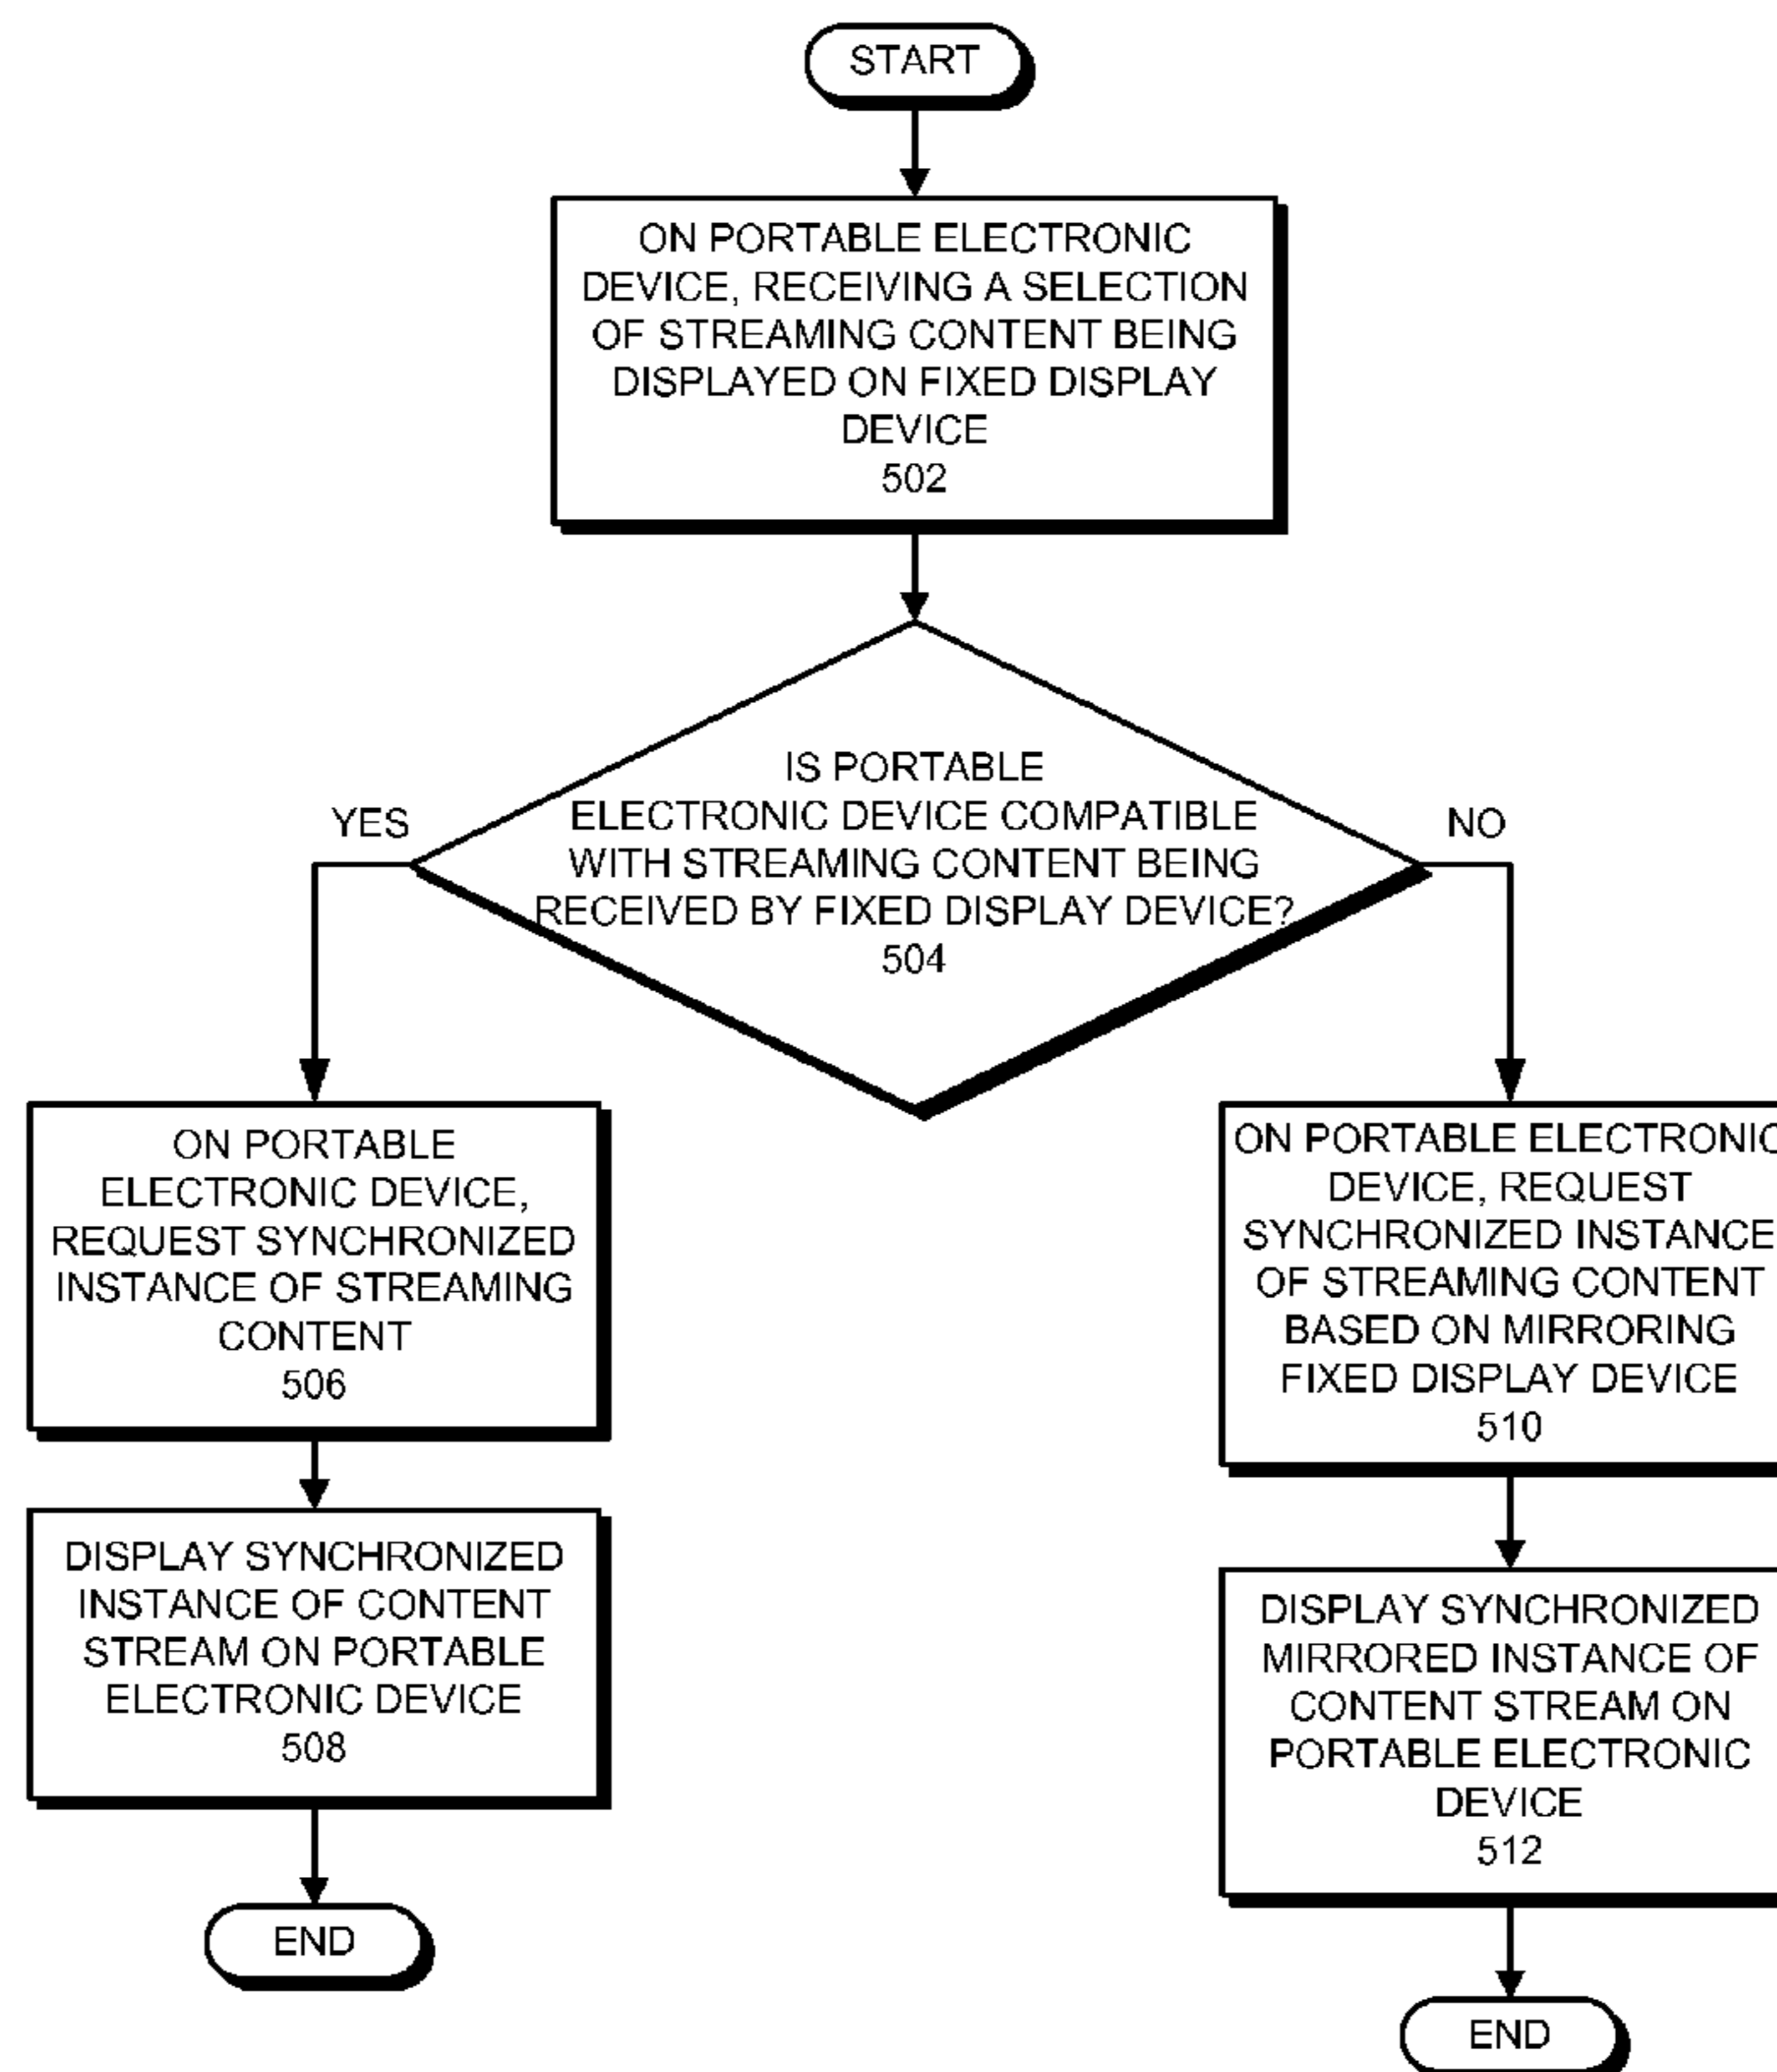 START
ON PORTABLE ELECTRONIC
DEVICE, RECEIVING A SELECTION
OF STREAMING CONTENT BEING
DISPLAYED ON FIXED DISPLAY
DEVICE
502
IS PORTABLE
ELECTRONIC DEVICE COMPATIBLE
WITH STREAMING CONTENT BEING
RECEIVED BY FIXED DISPLAY DEVICE?
504
YES
NO
ON PORTABLE
ELECTRONIC DEVICE,
REQUEST SYNCHRONIZED
INSTANCE OF STREAMING
CONTENT
506
DISPLAY SYNCHRONIZED
INSTANCE OF CONTENT
STREAM ON PORTABLE
ELECTRONIC DEVICE
508
END
ON PORTABLE ELECTRONIC
DEVICE, REQUEST
SYNCHRONIZED INSTANCE
OF STREAMING CONTENT
BASED ON MIRRORING
FIXED DISPLAY DEVICE
510
DISPLAY SYNCHRONIZED
MIRRORED INSTANCE OF
CONTENT STREAM ON
PORTABLE ELECTRONIC
DEVICE
512
END